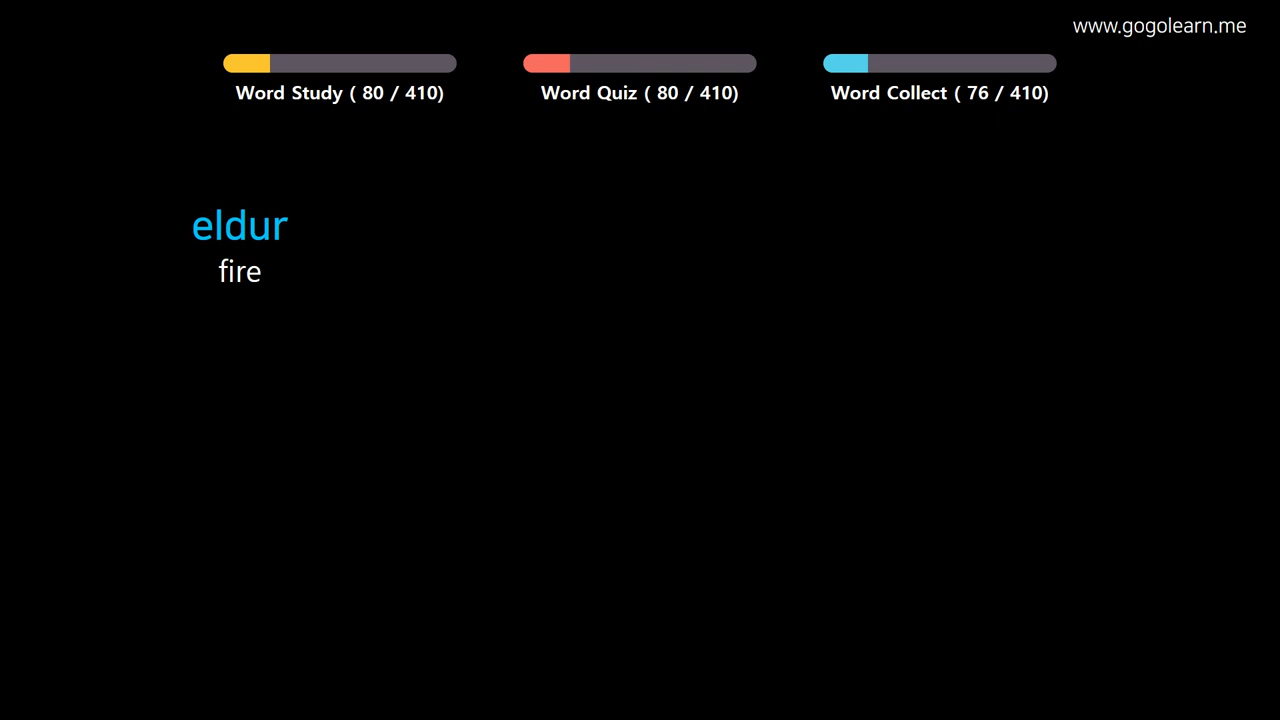 www.gogolearn.me
Word Study ( 80 / 410)
Word Quiz ( 80 / 410)
Word Collect ( 76 / 410)
eldur
fire